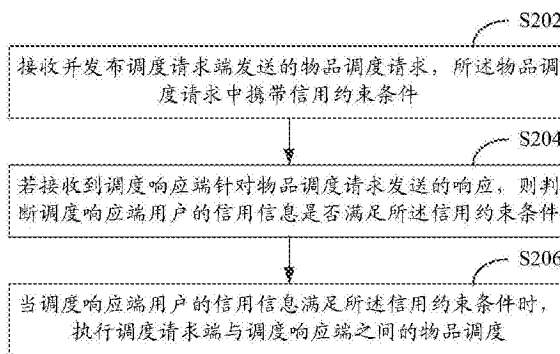 S202
接收并发布调度请求端发送的物品调度请求，所述物品调
度请求中携带信用约束条件
S204
若接收到调度响应端针对物品调度请求发送的响应，则判
断调度响应端用户的信用信息是否满足所述信用约束条件
S206
当调度响应端用户的信用信息满足所述信用约束条件时，
执行调度请求端与调度响应端之间的物品调度